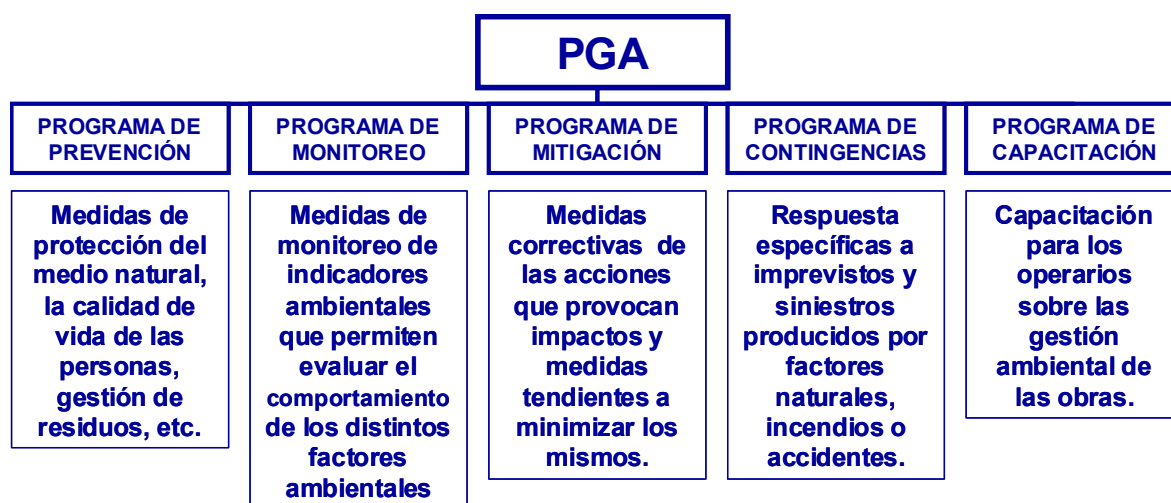 PGA
PROGRAMA DE
PREVENCIÓN
PROGRAMA DE
MONITOREO
PROGRAMA DE
MITIGACIÓN
PROGRAMA DE
CONTINGENCIAS
PROGRAMA DE
CAPACITACIÓN
Medidas de
protección del
medio natural,
la calidad de
vida de las
personas,
gestión de
residuos, etc.
Medidas de
monitoreo de
indicadores
ambientales
que permiten
evaluar el
comportamiento
de los distintos
factores
ambientales
Medidas
correctivas de
las acciones
que provocan
impactos y
medidas
tendientes a
minimizar los
mismos.
Respuesta
específicas a
imprevistos y
siniestros
producidos por
factores
naturales,
incendios o
accidentes.
Capacitación
para los
operarios
sobre las
gestión
ambiental de
las obras.